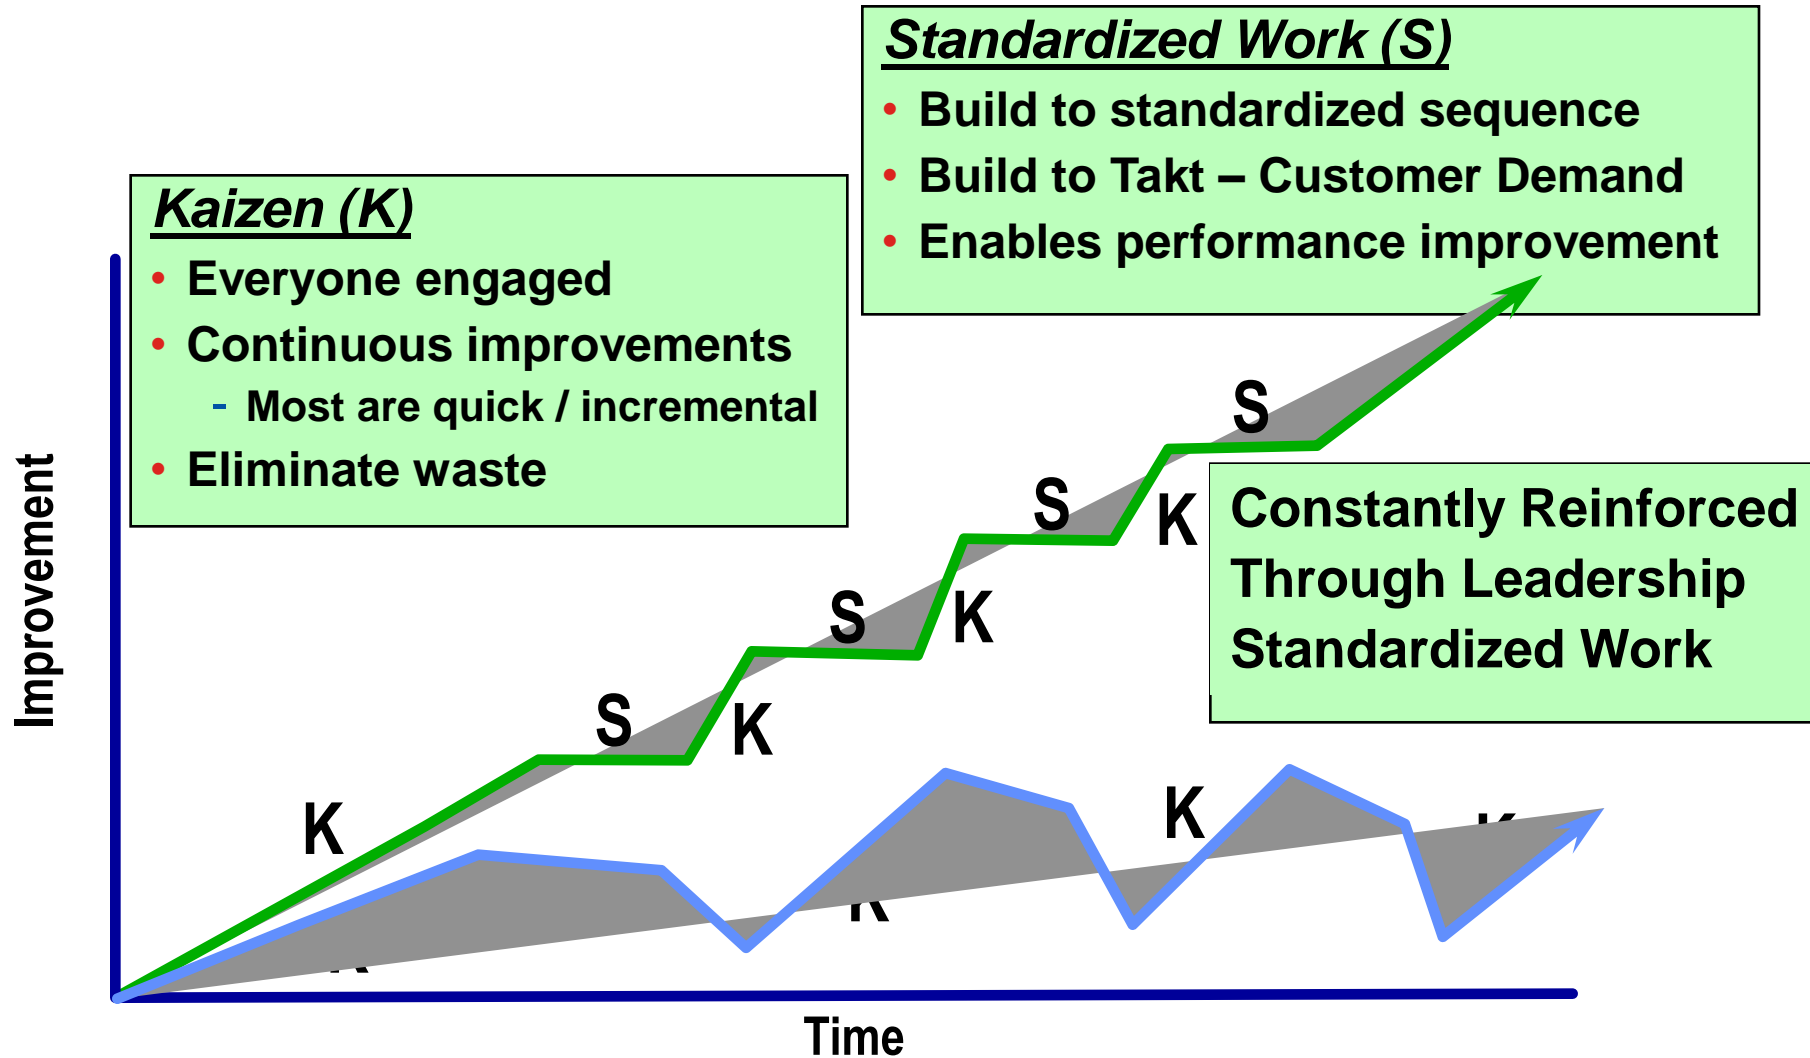 Standardized Work (S)
• Build to standardized sequence
• Build to Takt – Customer Demand
• Enables performance improvement
Kaizen (K)
• Everyone engaged
• Continuous improvements
- Most are quick / incremental
• Eliminate waste
Improvement
S
K
S
K
S
K
S
K
Constantly Reinforced
Through Leadership
Standardized Work
K
Time